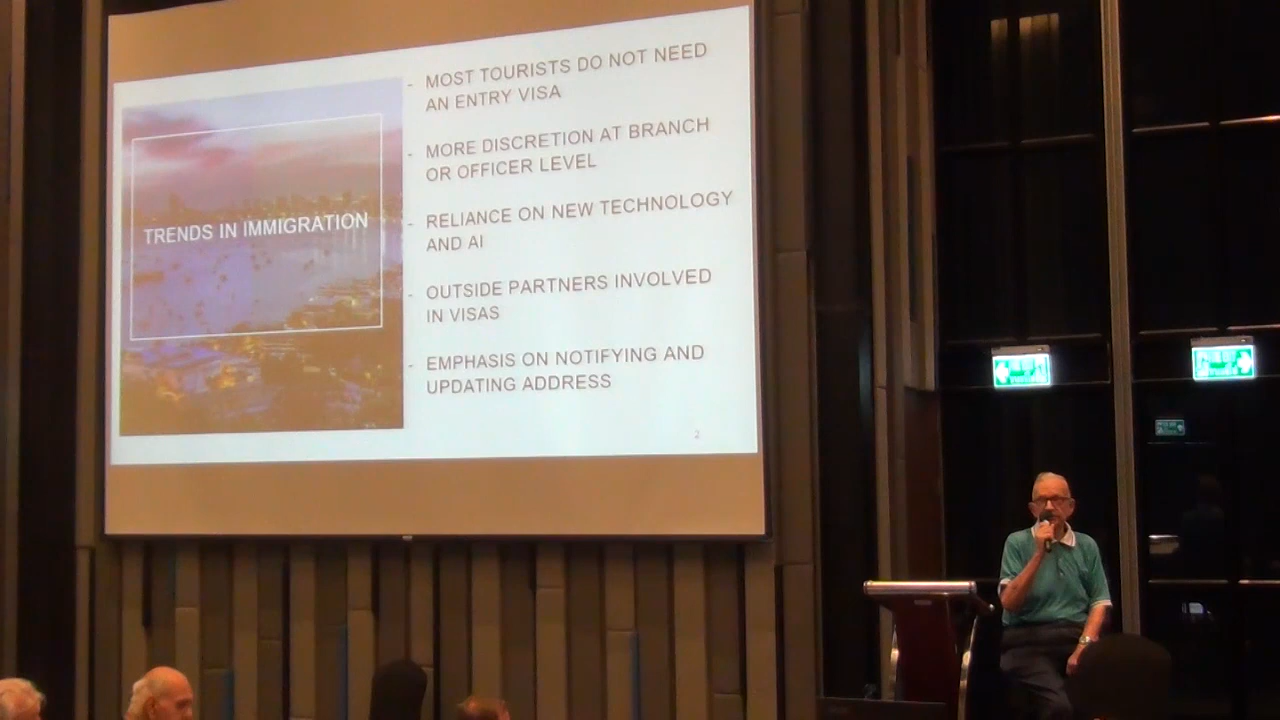 TRENDS IN IMMIGRATION
- MOST TOURISTS DO NOT NEED
AN ENTRY VISA
- MORE DISCRETION AT BRANCH
OR OFFICER LEVEL
- RELIANCE ON NEW TECHNOLOGY
AND AI
- OUTSIDE PARTNERS INVOLVED
IN VISAS
- EMPHASIS ON NOTIFYING AND
UPDATING ADDRESS
2